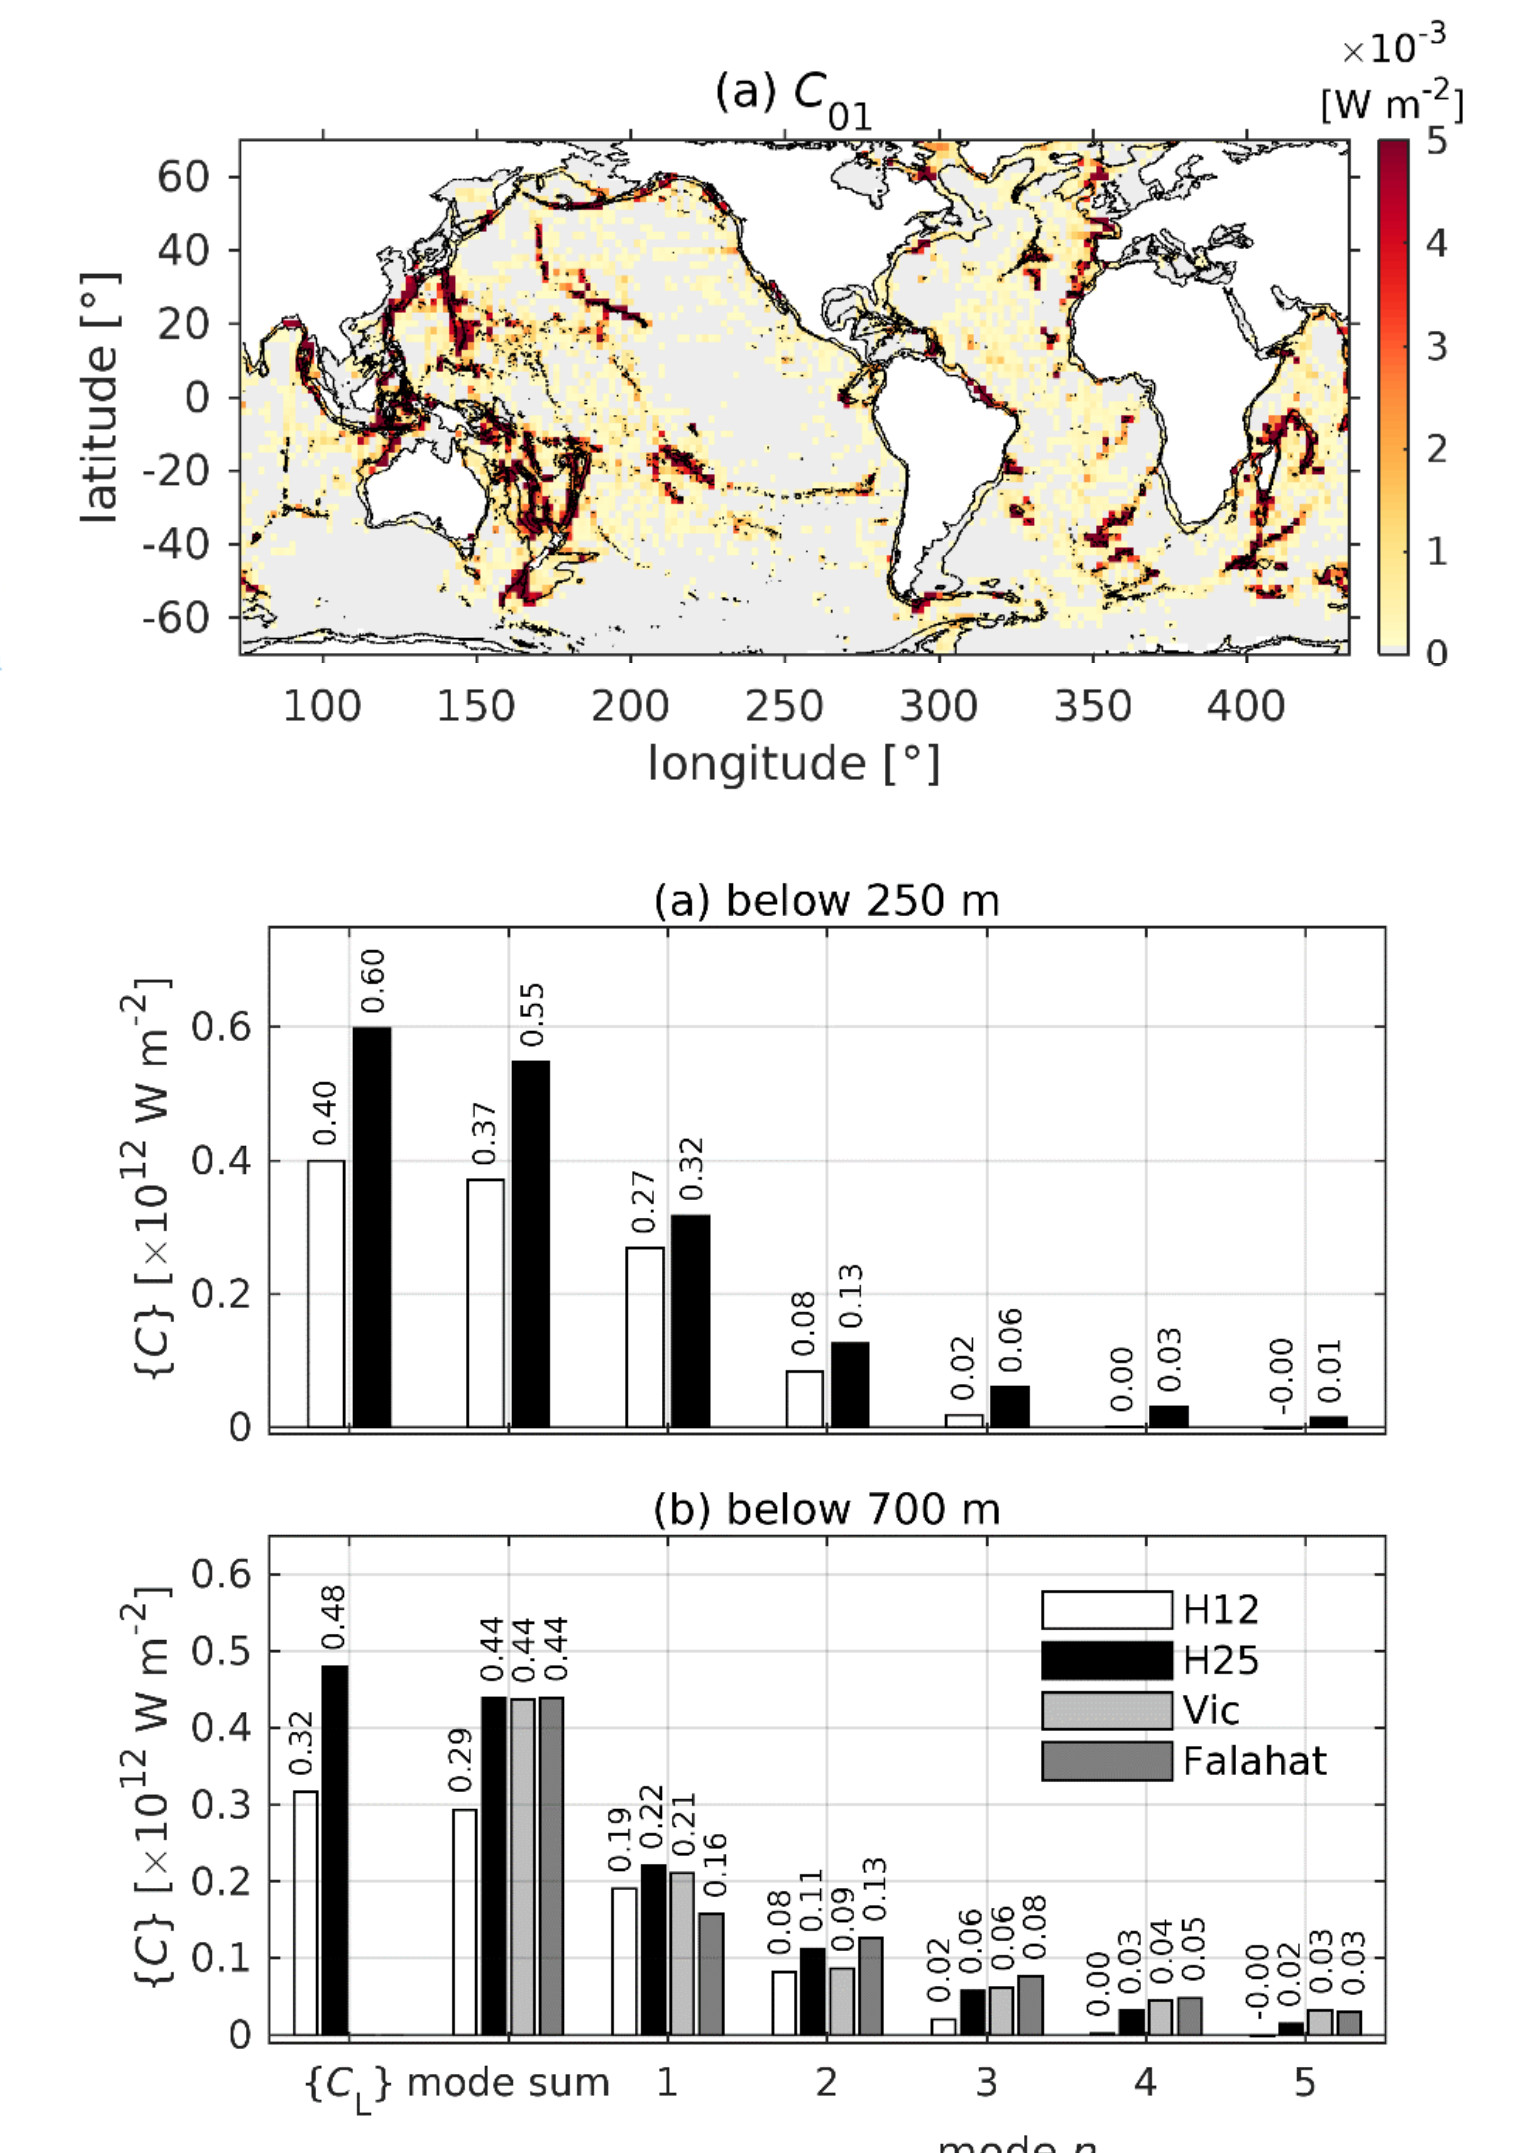 ×10-3
[W m-2]
(a) C01
5
4
3
2
1
0
latitude [°]
60
40
20
0
-20
-40
-60
100 150 200 250 300 350 400
longitude [°]
(a) below 250 m
{C} [×1012 W m-2]
0.6
0.4
0.2
0
0.40 0.60
0.37 0.55
0.27 0.32
0.08 0.13
0.02 0.06
0.00 0.03
-0.00 0.01
(b) below 700 m
{C} [×1012 W m-2]
0.6
0.5
0.4
0.3
0.2
0.1
0
0.32 0.48
0.29 0.44 0.44 0.44
0.19 0.22 0.21 0.16
0.08 0.11 0.09 0.13
0.02 0.06 0.06 0.08
0.00 0.03 0.04 0.05
-0.00 0.02 0.03 0.03
H12
H25
Vic
Falahat
{CL} mode sum 1 2 3 4 5
mode n